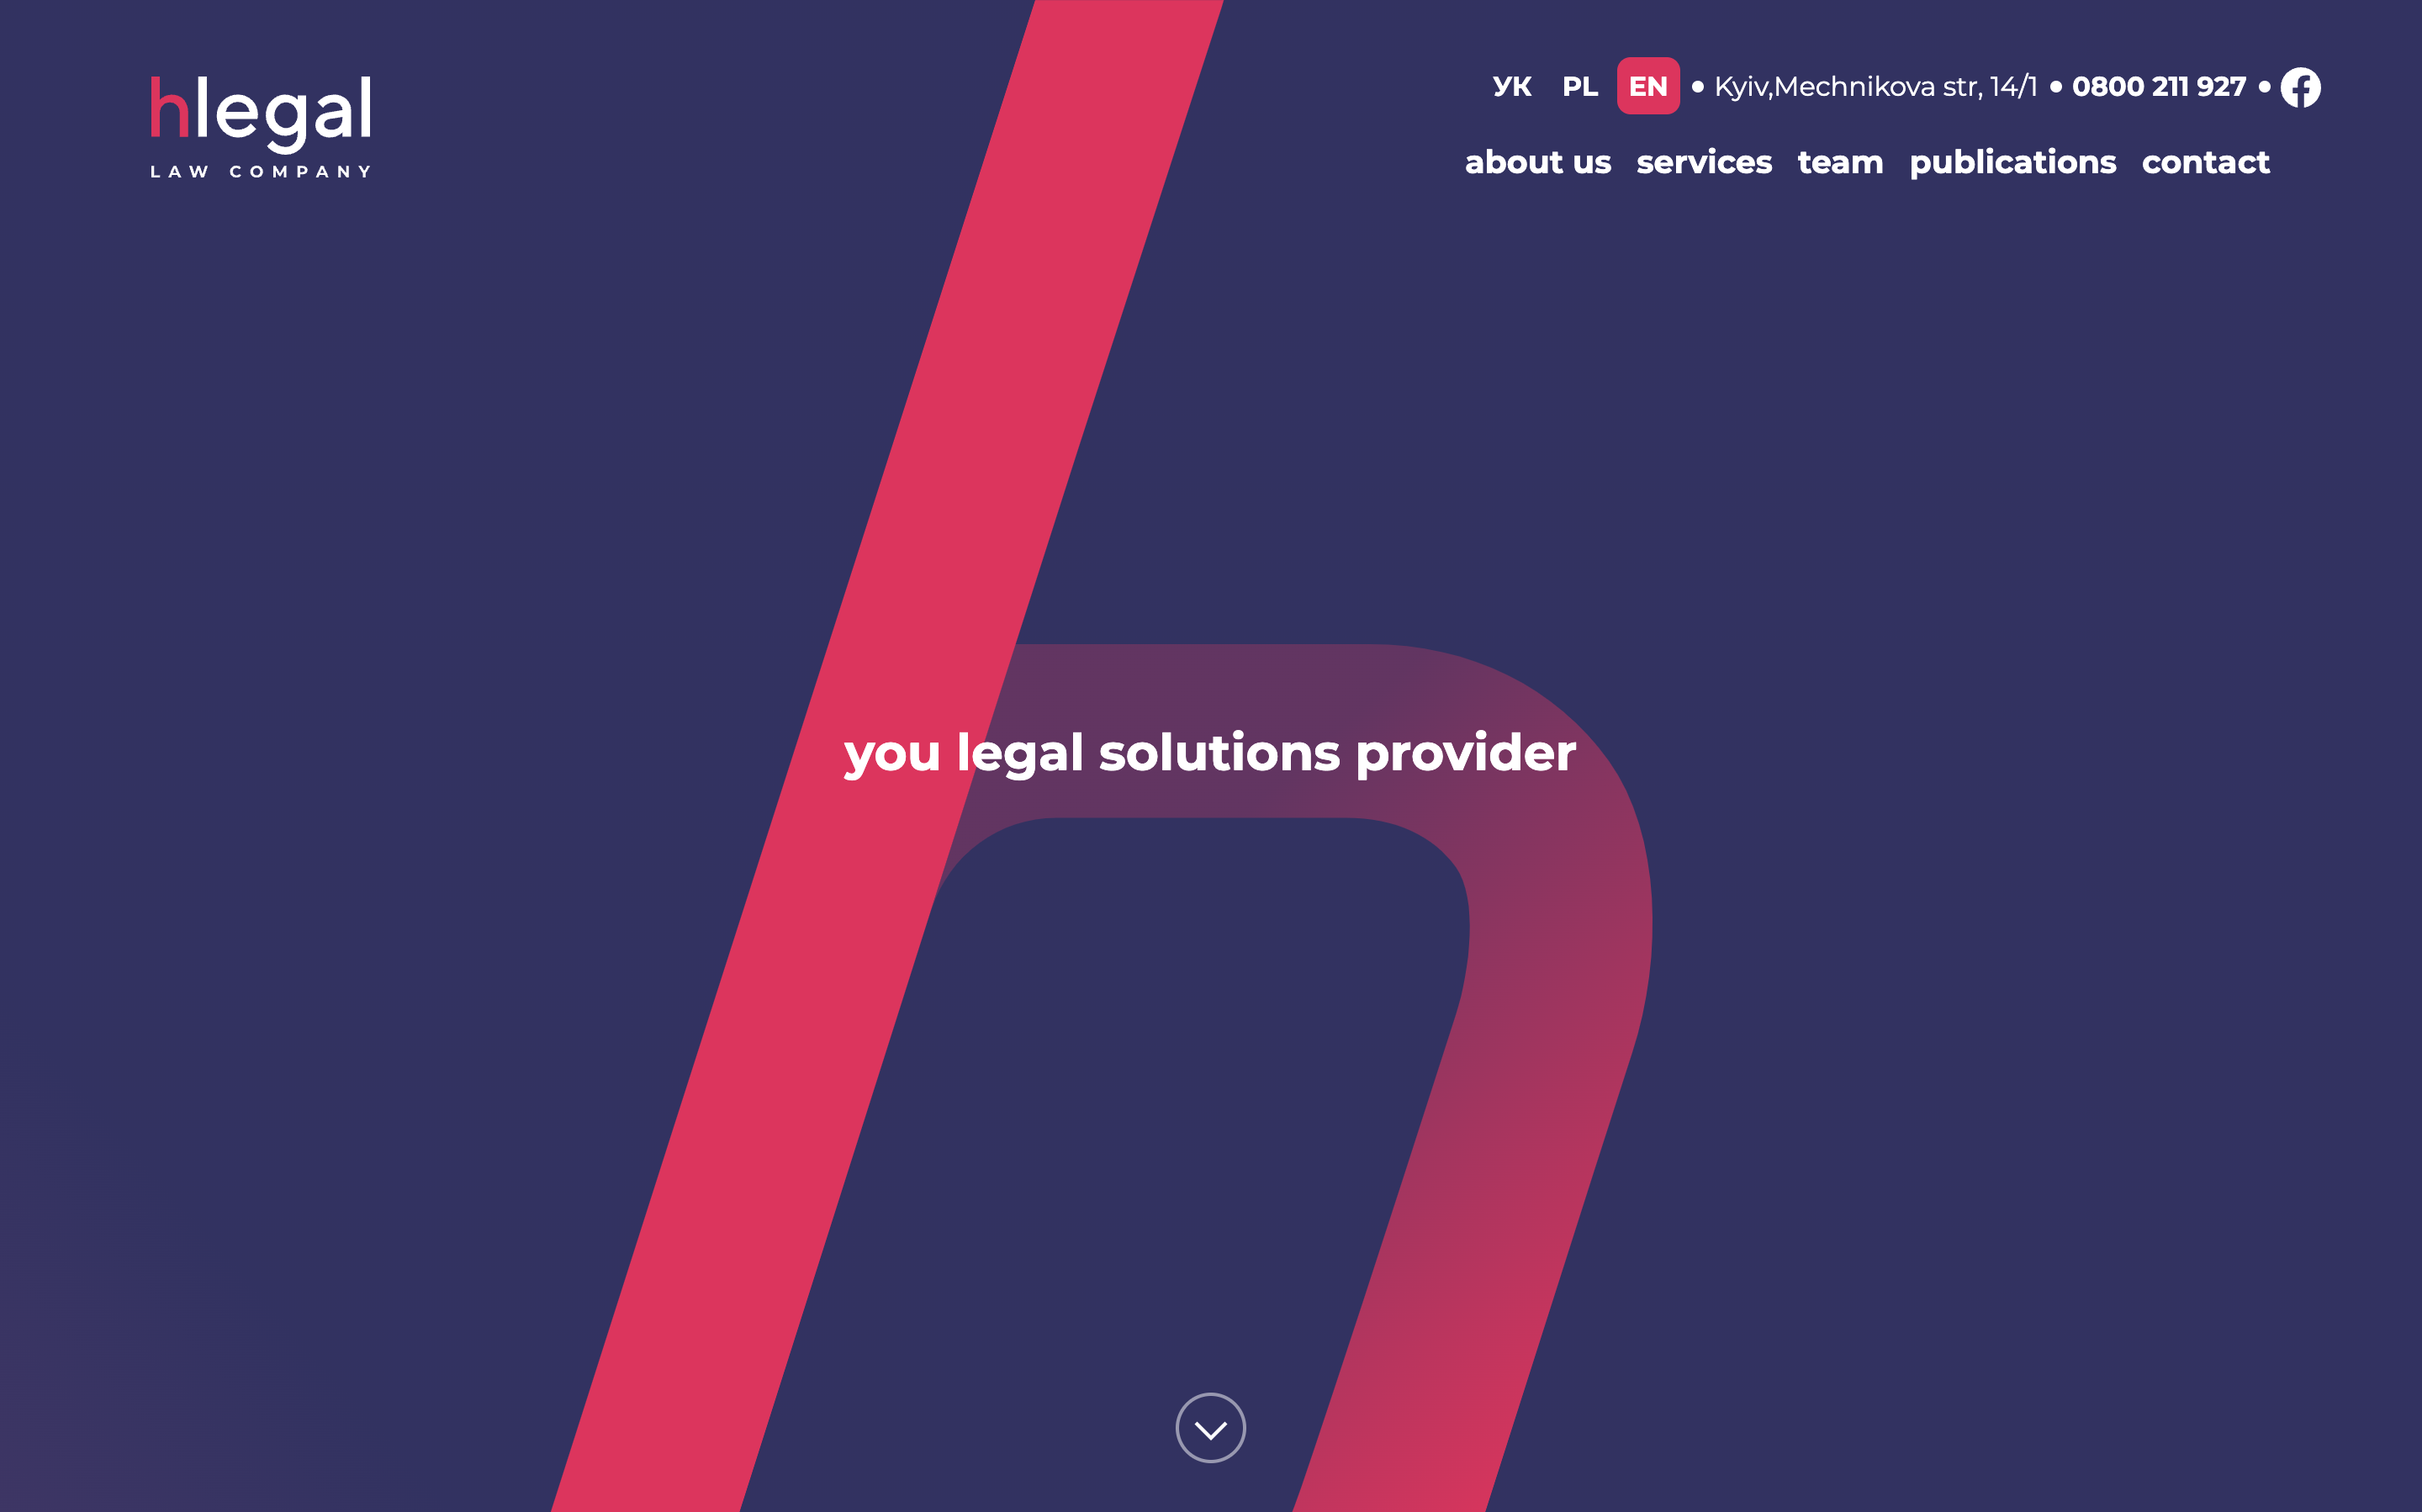 hlegal
LAW COMPANY
УК PL EN • Kyiv,Mechnikova str, 14/1 • 0800 211 927 •
about us services team publications contact
you legal solutions provider